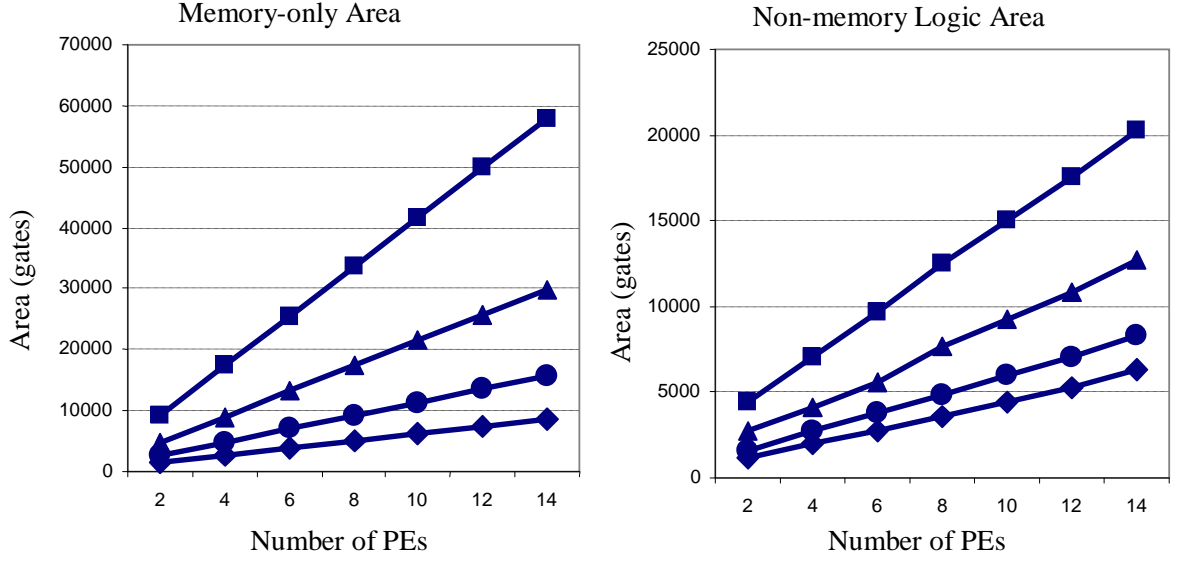 Memory-only Area
70000
60000
50000
40000
30000
20000
10000
0
2 4 6 8 10 12 14
Area (gates)
Number of PEs
Non-memory Logic Area
25000
20000
15000
10000
5000
0
2 4 6 8 10 12 14
Area (gates)
Number of PEs